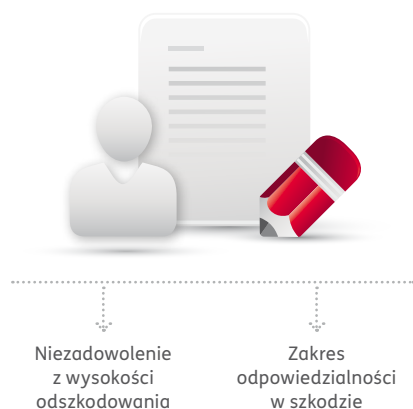 Niezadowolenie
z wysokości
odszkodowania
Zakres
odpowiedzialności
w szkodzie